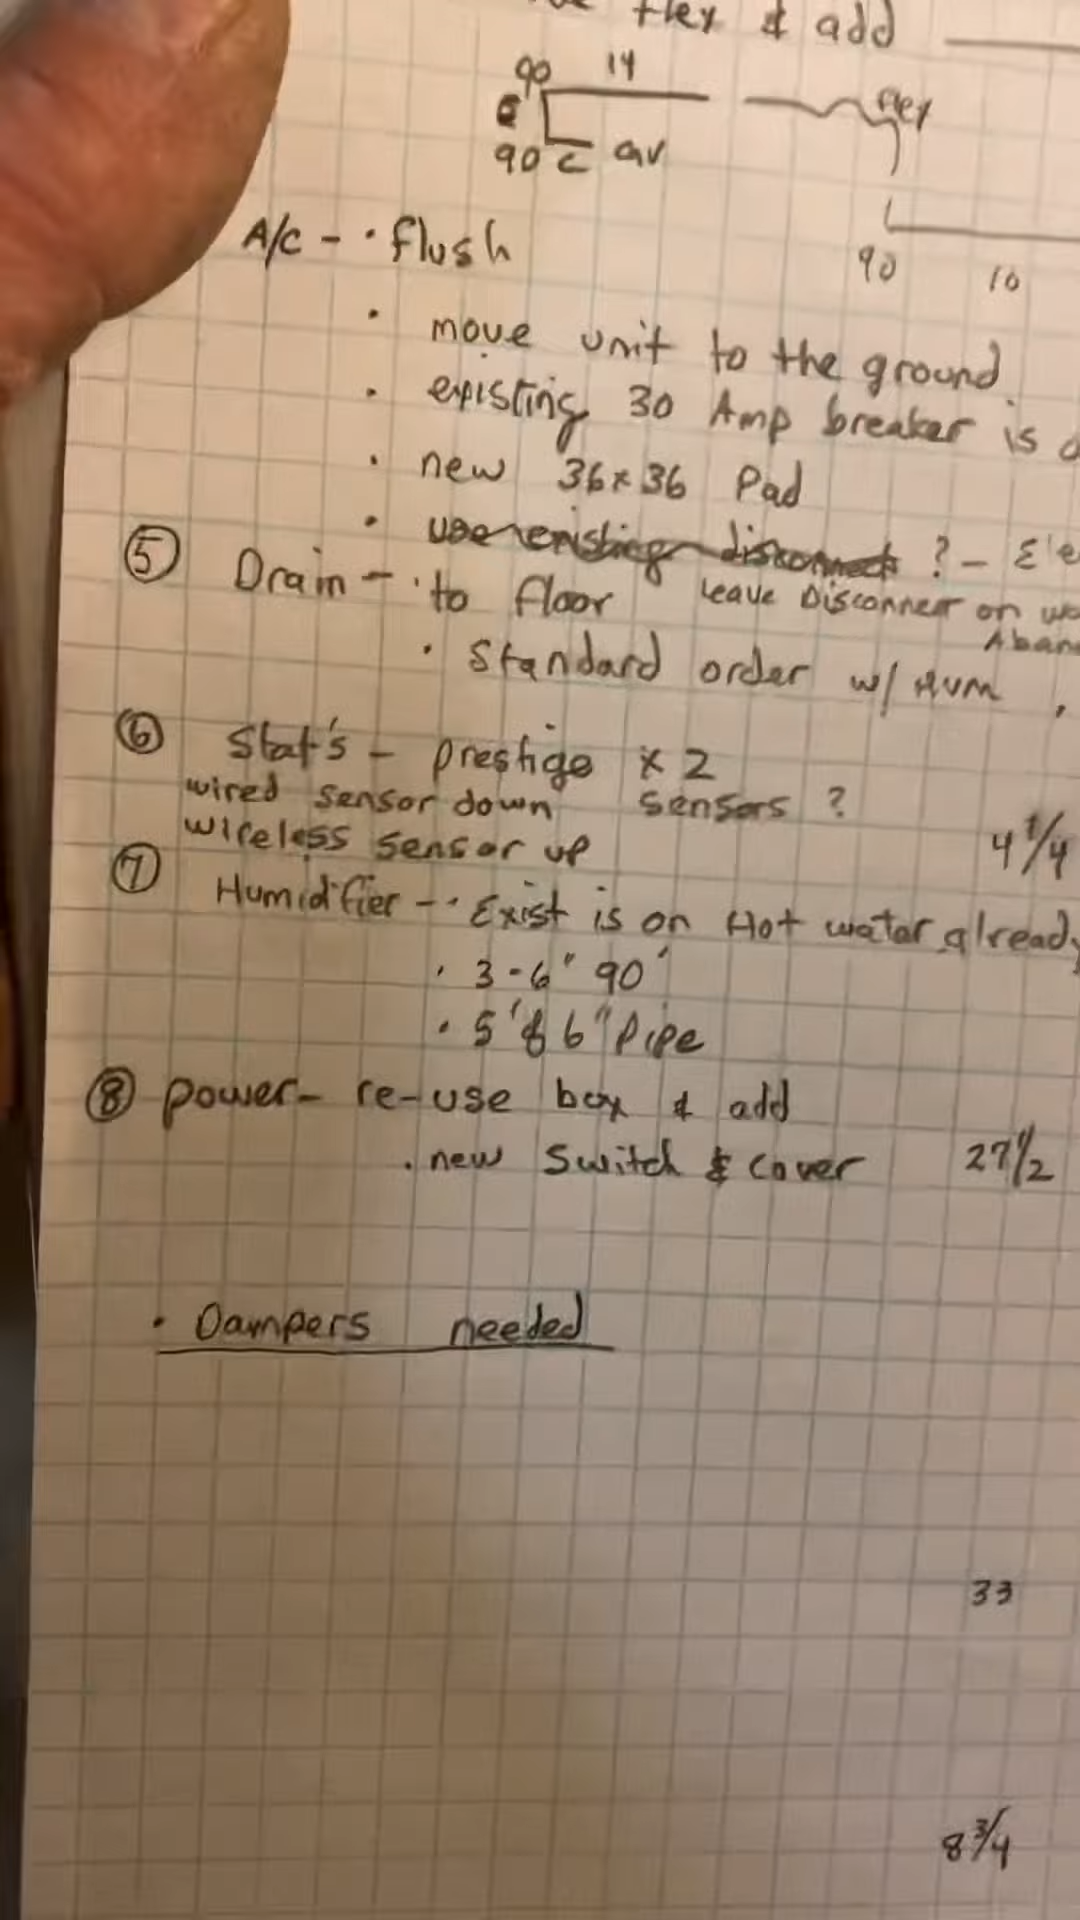 flex & add
90 14
flex
90 C GV
A/C - · flush
90 10
· move unit to the ground
· existing 30 Amp breaker is
· new 36x36 Pad
· use existing disconnect ? -
⑤ Drain - · to floor Leave Disconnect on
· Standard order w/ Hum
⑥ Stat's - prestige x 2
wired sensor down sensors ?
wireless sensor up 4 1/4
⑦ Humidifier - · Exist is on Hot water already
· 3 - 6" 90'
· 5' of 6" Pipe
⑧ power - re-use box & add
· new switch & cover 27 1/2
· Dampers needed
33
8 3/4